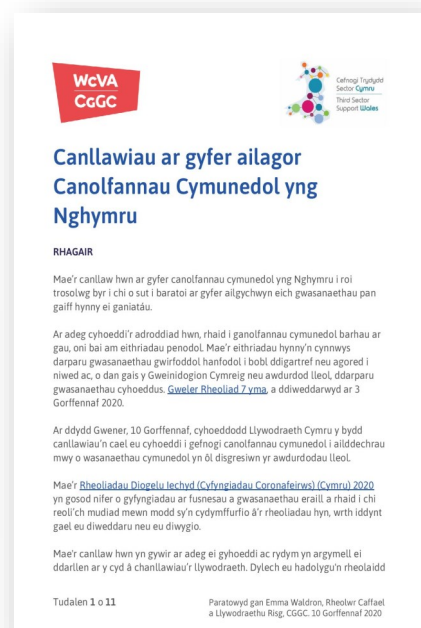 WCVA
CGGC
Cefnogi Trydydd
Sector Cymru
Third Sector
Support Wales
Canllawiau ar gyfer ailagor
Canolfannau Cymunedol yng
Nghymru
RHAGAIR
Mae'r canllaw hwn ar gyfer canolfannau cymunedol yng Nghymru i roi
trosolwg byr i chi o sut i baratoi ar gyfer ailgychwyn eich gwasanaethau pan
gaiff hynny ei ganiatáu.
Ar adeg cyhoeddi'r adroddiad hwn, rhaid i ganolfannau cymunedol barhau ar
gau, oni bai am eithriadau penodol. Mae'r eithriadau hynny'n cynnwys
darparu gwasanaethau gwirfoddol hanfodol i bobl ddigartref neu agored i
niwed ac, o dan gais y Gweinidogion Cymreig neu awdurdod lleol, ddarparu
gwasanaethau cyhoeddus. Gweler Rheoliad 7 yma, a ddiweddarwyd ar 3
Gorffennaf 2020.
Ar ddydd Gwener, 10 Gorffennaf, cyhoeddodd Llywodraeth Cymru y bydd
canllawiau'n cael eu cyhoeddi i gefnogi canolfannau cymunedol i ailddechrau
mwy o wasanaethau cymunedol yn ôl disgresiwn yr awdurdodau lleol.
Mae'r Rheoliadau Diogelu Iechyd (Cyfyngiadau Coronafeirws) (Cymru) 2020
yn gosod nifer o gyfyngiadau ar fusnesau a gwasanaethau eraill a rhaid i chi
reoli'ch mudiad mewn modd sy'n cydymffurfio â'r rheoliadau hyn, wrth iddynt
gael eu diweddaru neu eu diwygio.
Mae'r canllaw hwn yn gywir ar adeg ei gyhoeddi ac rydym yn argymell ei
ddarllen ar y cyd â chanllawiau'r llywodraeth. Dylech eu hadolygu'n rheolaidd
Tudalen 1 o 11
Paratowyd gan Emma Waldron, Rheolwr Caffael
a Llywodraethu Risg, CGGC. 10 Gorffennaf 2020